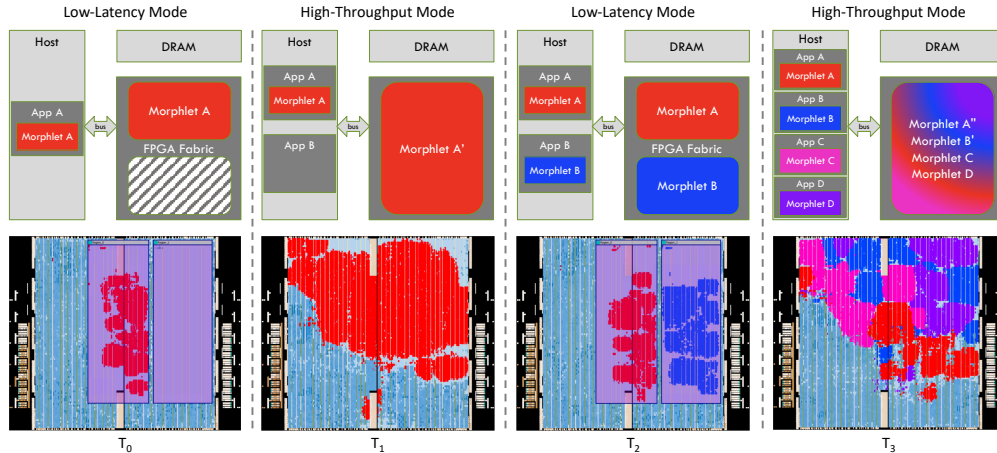 Low-Latency Mode
Host
DRAM
App A
Morphlet A
bus
Morphlet A
FPGA Fabric
T0
High-Throughput Mode
Host
DRAM
App A
Morphlet A
App B
bus
Morphlet A'
T1
Low-Latency Mode
Host
DRAM
App A
Morphlet A
App B
Morphlet B
bus
Morphlet A
FPGA Fabric
Morphlet B
T2
High-Throughput Mode
Host
DRAM
App A
Morphlet A
App B
Morphlet B
App C
Morphlet C
App D
Morphlet D
bus
Morphlet A"
Morphlet B'
Morphlet C
Morphlet D
T3